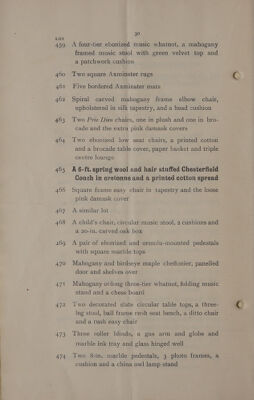 30
LOT
459 A four-tier ebonized music whatnot, a mahogany
framed music stool with green velvet top and
a patchwork cushion
460 Two square Axminster rugs
461 Five bordered Axminster mats
462 Spiral carved mahogany frame elbow chair,
upholstered in silk tapestry, and a bead cushion
463 Two Prie Dieu chairs, one in plush and one in bro-
cade and the extra pink damask covers
464 Two ebonized low seat chairs, a printed cotton
and a brocade table cover, paper basket and triple
centre lounge
465 A 6-ft. spring wool and hair stuffed Chesterfield
Couch in cretonne and a printed cotton spread
466 Square frame easy chair in tapestry and the loose
pink damask cover
467 A similar lot
468 A child's chair, circular music stool, 2 cushions and
a 20-in. carved oak box
469 A pair of ebonized and ormolu-mounted pedestals
with square marble tops
470 Mahogany and birdseye maple cheffonier, panelled
door and shelves over
471 Mahogany oblong three-tier whatnot, folding music
stand and a chess board
472 Two decorated slate circular table tops, a three-
leg stool, ball frame rush seat bench, a ditto chair
and a rush easy chair
473 Three roller blinds, a gas arm and globe and
marble ink tray and glass hinged well
474 Two 8-in. marble pedestals, 3 photo frames, a
cushion and a china owl lamp stand